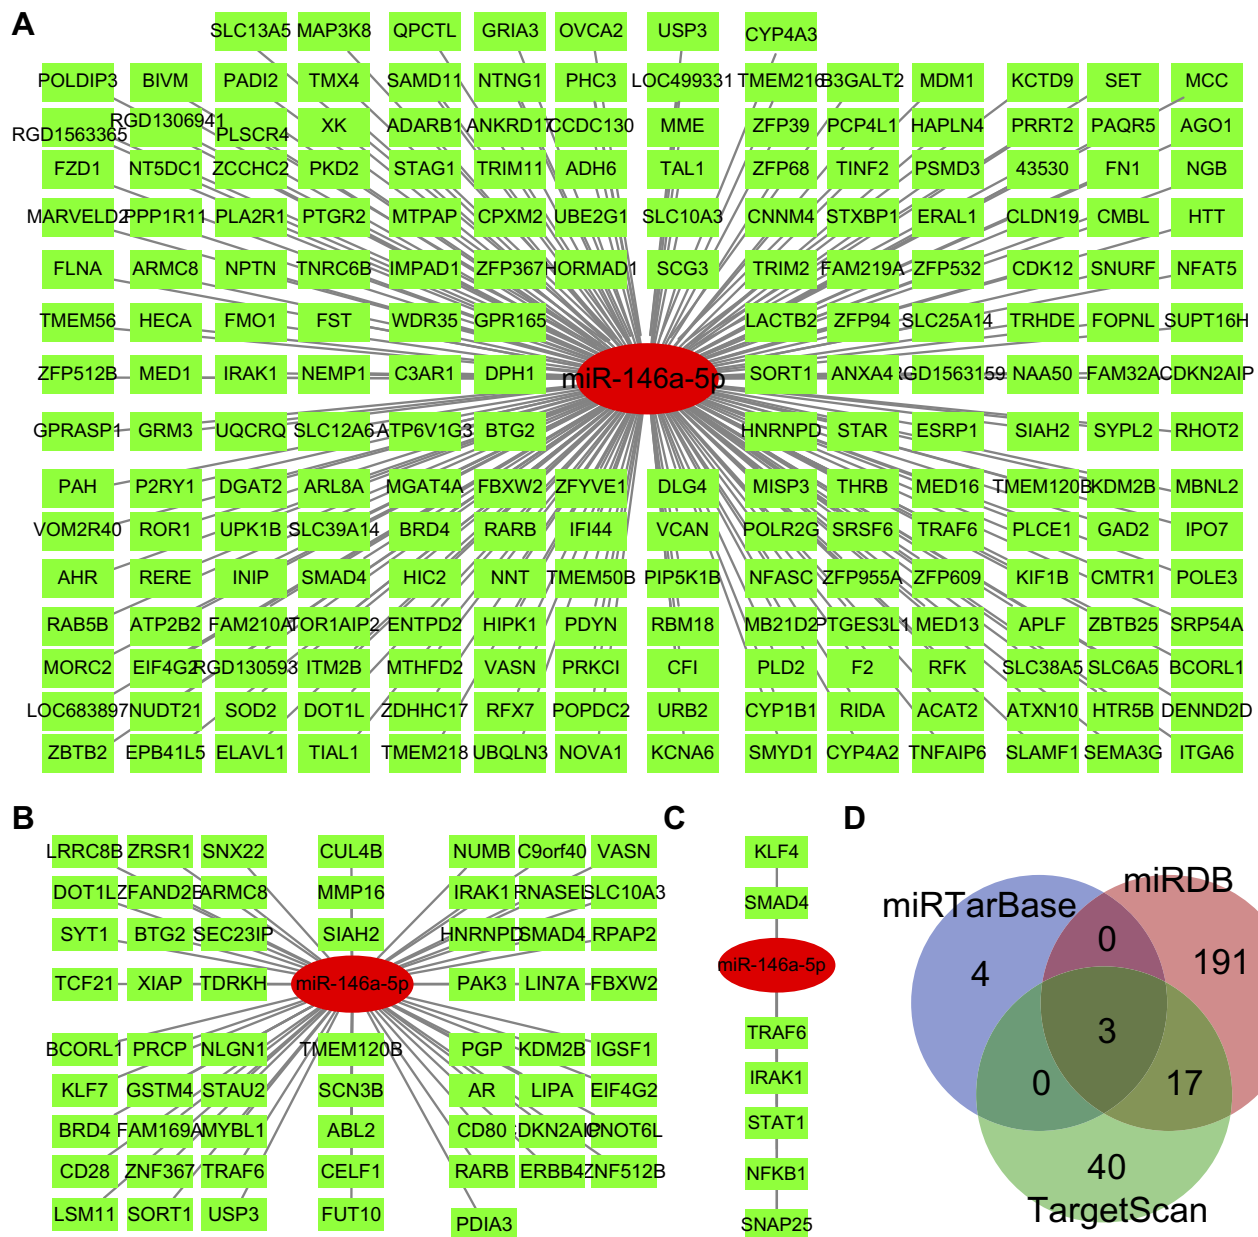 A
SLC13A5 MAP3K8 QPCTL GRIA3 OVCA2 USP3 CYP4A3
POLDIP3 BIVM PADI2 TMX4 SAMD11 NTNG1 PHC3 LOC499331 TMEM216 B3GALT2 MDM1 KCTD9 SET MCC
RGD1563365 RGD1306941 PLSCR4 XK ADARB1 ANKRD17 CCDC130 MME ZFP39 PCP4L1 HAPLN4 PRRT2 PAQR5 AGO1
FZD1 NT5DC1 ZCCHC2 PKD2 STAG1 TRIM11 ADH6 TAL1 ZFP68 TINF2 PSMD3 43530 FN1 NGB
MARVELD2 PPP1R11 PLA2R1 PTGR2 MTPAP CPXM2 UBE2G1 SLC10A3 CNNM4 STXBP1 ERAL1 CLDN19 CMBL HTT
FLNA ARMC8 NPTN TNRC6B IMPAD1 ZFP367 HORMAD1 SCG3 TRIM2 FAM219A ZFP532 CDK12 SNURF NFAT5
TMEM56 HECA FMO1 FST WDR35 GPR165 LACTB2 ZFP94 SLC25A14 TRHDE FOPNL SUPT16H
ZFP512B MED1 IRAK1 NEMP1 C3AR1 DPH1 miR-146a-5p SORT1 ANXA4 RGD1563159 NAA50 FAM32A CDKN2AIP
GPRASP1 GRM3 UQCRQ SLC12A6 ATP6V1G3 BTG2 HNRNPD STAR ESRP1 SIAH2 SYPL2 RHOT2
PAH P2RY1 DGAT2 ARL8A MGAT4A FBXW2 ZFYVE1 DLG4 MISP3 THRB MED16 TMEM120B KDM2B MBNL2
VOM2R40 ROR1 UPK1B SLC39A14 BRD4 RARB IFI44 VCAN POLR2G SRSF6 TRAF6 PLCE1 GAD2 IPO7
AHR RERE INIP SMAD4 HIC2 NNT TMEM50B PIP5K1B NFASC ZFP955A ZFP609 KIF1B CMTR1 POLE3
RAB5B ATP2B2 FAM210A TOR1AIP2 ENTPD2 HIPK1 PDYN RBM18 MB21D2 PTGES3L1 MED13 APLF ZBTB25 SRP54A
MORC2 EIF4G2 RGD130593 ITM2B MTHFD2 VASN PRKCI CFI PLD2 F2 RFK SLC38A5 SLC6A5 BCORL1
LOC683897 NUDT21 SOD2 DOT1L ZDHHC17 RFX7 POPDC2 URB2 CYP1B1 RIDA ACAT2 ATXN10 HTR5B DENND2D
ZBTB2 EPB41L5 ELAVL1 TIAL1 TMEM218 UBQLN3 NOVA1 KCNA6 SMYD1 CYP4A2 TNFAIP6 SLAMF1 SEMA3G ITGA6
B
LRRC8B ZRSR1 SNX22 CUL4B NUMB C9orf40 VASN
DOT1L ZFAND2B ARMC8 MMP16 IRAK1 RNASEL SLC10A3
SYT1 BTG2 SEC23IP SIAH2 HNRNPD SMAD4 RPAP2
TCF21 XIAP TDRKH miR-146a-5p PAK3 LIN7A FBXW2
BCORL1 PRCP NLGN1 TMEM120B PGP KDM2B IGSF1
KLF7 GSTM4 STAU2 SCN3B AR LIPA EIF4G2
BRD4 FAM169A MYBL1 ABL2 CD80 CDKN2AIP CNOT6L
CD28 ZNF367 TRAF6 CELF1 RARB ERBB4 ZNF512B
LSM11 SORT1 USP3 FUT10 PDIA3
C
KLF4
SMAD4
miR-146a-5p
TRAF6
IRAK1
STAT1
NFKB1
SNAP25
D
miRDB
miRTarBase
0
4 191
3
0 17
40
TargetScan